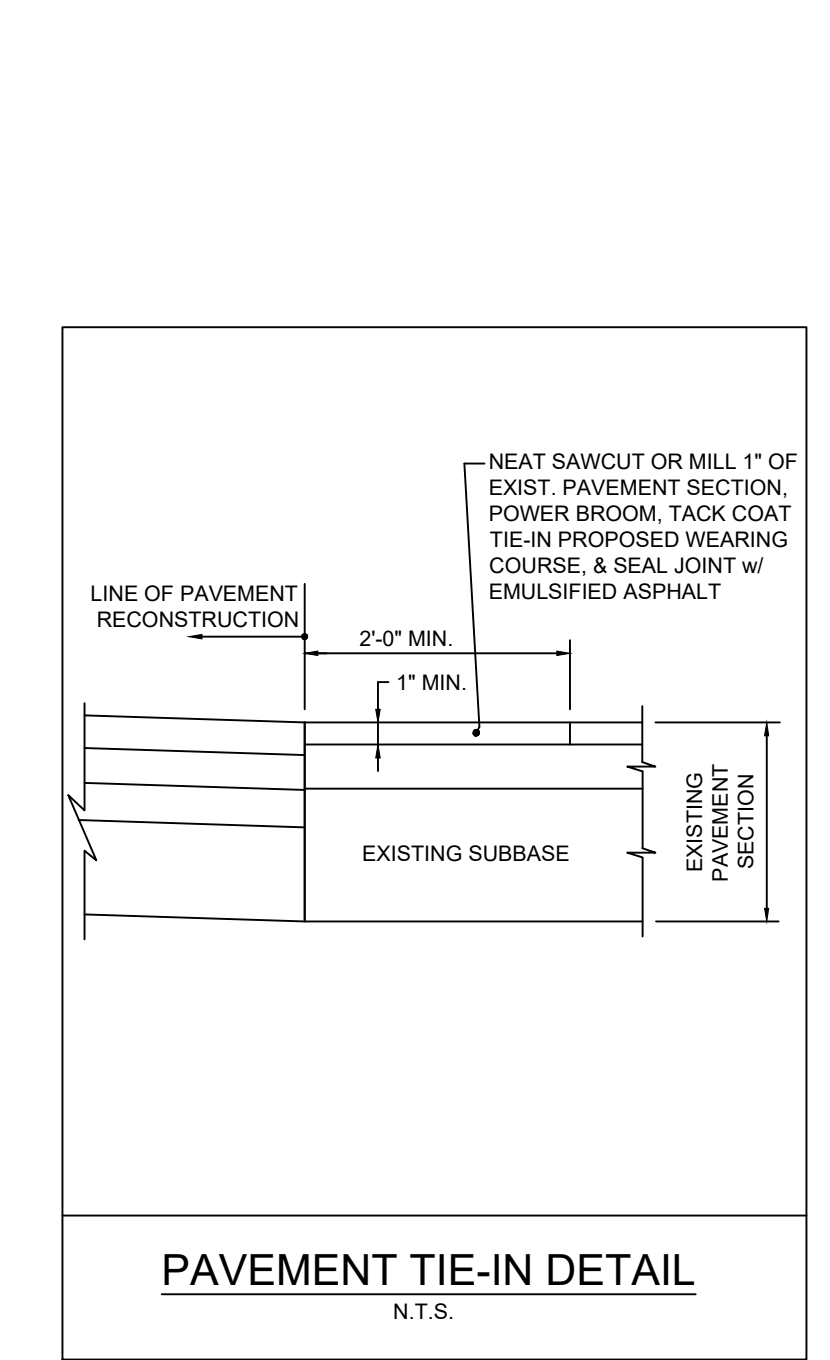 NEAT SAWCUT OR MILL 1" OF
EXIST. PAVEMENT SECTION,
POWER BROOM, TACK COAT
TIE-IN PROPOSED WEARING
COURSE, & SEAL JOINT w/
EMULSIFIED ASPHALT
LINE OF PAVEMENT
RECONSTRUCTION
2'-0" MIN.
1" MIN.
EXISTING SUBBASE
EXISTING
PAVEMENT
SECTION
PAVEMENT TIE-IN DETAIL
N.T.S.